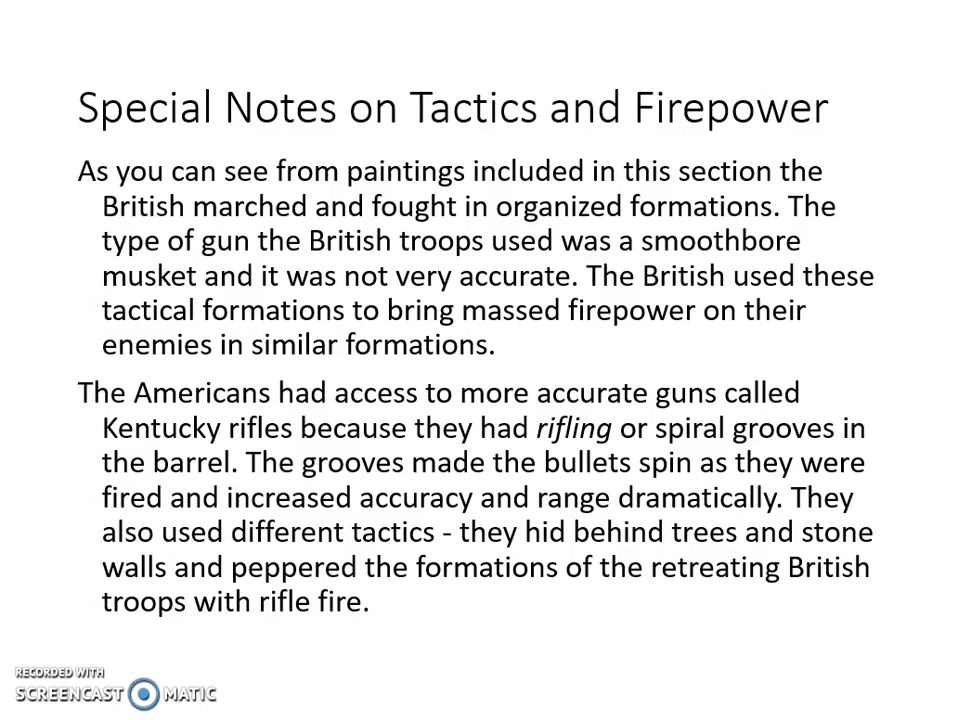 Special Notes on Tactics and Firepower
As you can see from paintings included in this section the
British marched and fought in organized formations. The
type of gun the British troops used was a smoothbore
musket and it was not very accurate. The British used these
tactical formations to bring massed firepower on their
enemies in similar formations.
The Americans had access to more accurate guns called
Kentucky rifles because they had rifling or spiral grooves in
the barrel. The grooves made the bullets spin as they were
fired and increased accuracy and range dramatically. They
also used different tactics - they hid behind trees and stone
walls and peppered the formations of the retreating British
troops with rifle fire.
RECORDED WITH
SCREENCAST MATIC